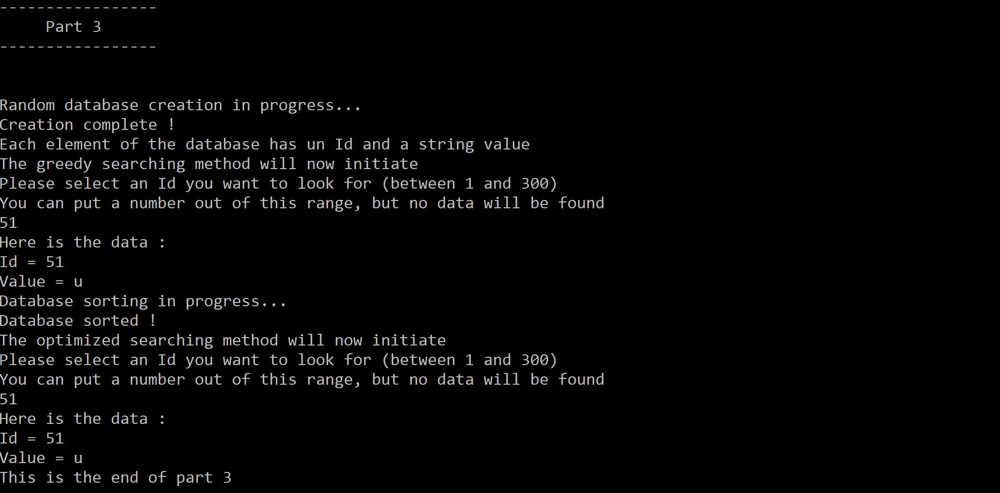 -----------------
Part 3
-----------------
Random database creation in progress...
Creation complete !
Each element of the database has un Id and a string value
The greedy searching method will now initiate
Please select an Id you want to look for (between 1 and 300)
You can put a number out of this range, but no data will be found
51
Here is the data :
Id = 51
Value = u
Database sorting in progress...
Database sorted !
The optimized searching method will now initiate
Please select an Id you want to look for (between 1 and 300)
You can put a number out of this range, but no data will be found
51
Here is the data :
Id = 51
Value = u
This is the end of part 3